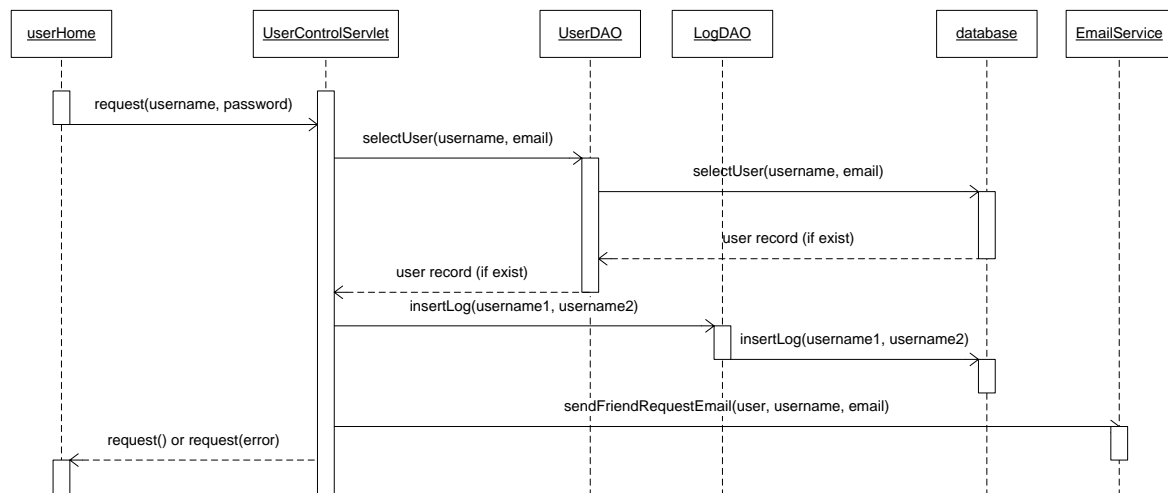 userHome
UserControlServlet
UserDAO
LogDAO
database
EmailService
request(username, password)
selectUser(username, email)
selectUser(username, email)
user record (if exist)
user record (if exist)
insertLog(username1, username2)
insertLog(username1, username2)
sendFriendRequestEmail(user, username, email)
request() or request(error)